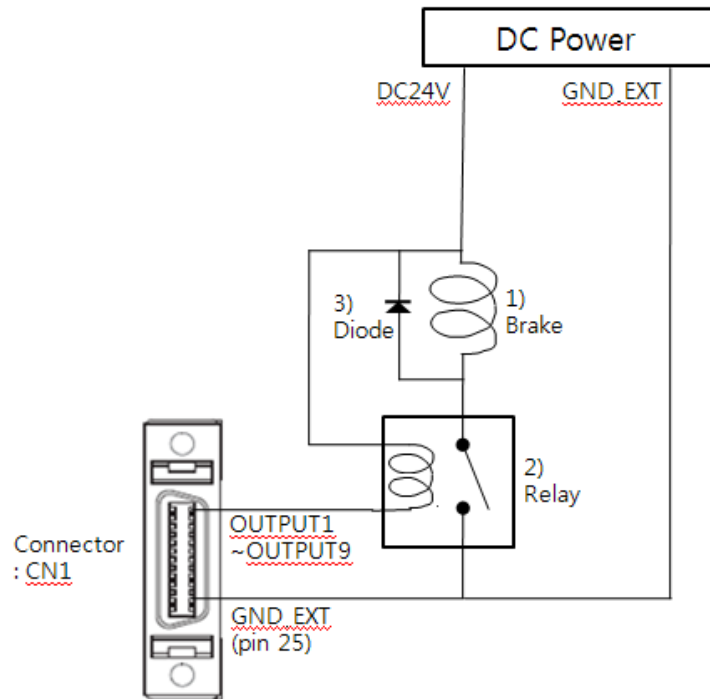 DC Power
DC24V
GND_EXT
3)
Diode
1)
Brake
2)
Relay
Connector
: CN1
OUTPUT1
~OUTPUT9
GND_EXT
(pin 25)